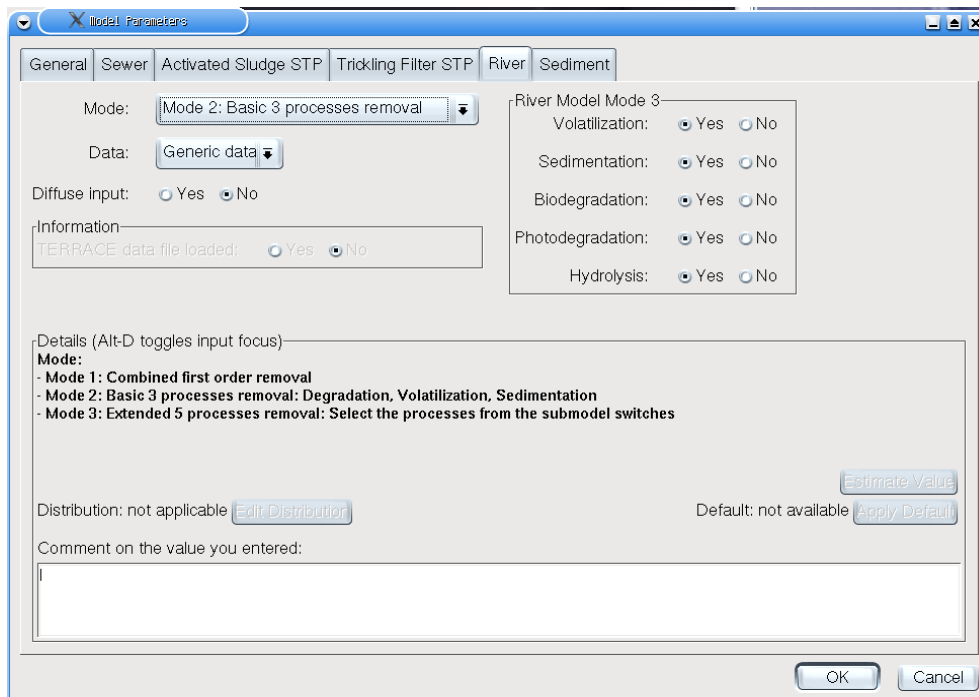 Model Parameters
General Sewer Activated Sludge STP Trickling Filter STP River Sediment
Mode: Mode 2: Basic 3 processes removal
Data: Generic data
Diffuse input: Yes No
Information
TERRACE data file loaded: Yes No
River Model Mode 3
Volatilization: Yes No
Sedimentation: Yes No
Biodegradation: Yes No
Photodegradation: Yes No
Hydrolysis: Yes No
Details (Alt-D toggles input focus)
Mode:
- Mode 1: Combined first order removal
- Mode 2: Basic 3 processes removal: Degradation, Volatilization, Sedimentation
- Mode 3: Extended 5 processes removal: Select the processes from the submodel switches
Estimate Value
Distribution: not applicable Edit Distribution Default: not available Apply Default
Comment on the value you entered:
OK Cancel